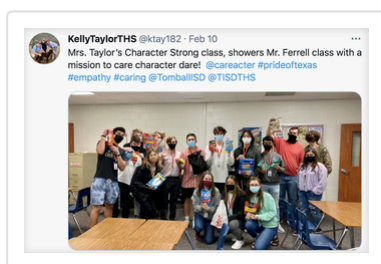 KellyTaylorTHS @ktay182 · Feb 10
Mrs. Taylor's Character Strong class, showers Mr. Ferrell class with a
mission to care character dare! @careacter #prideoftexas
#empathy #caring @TomballISD @TISDTHS